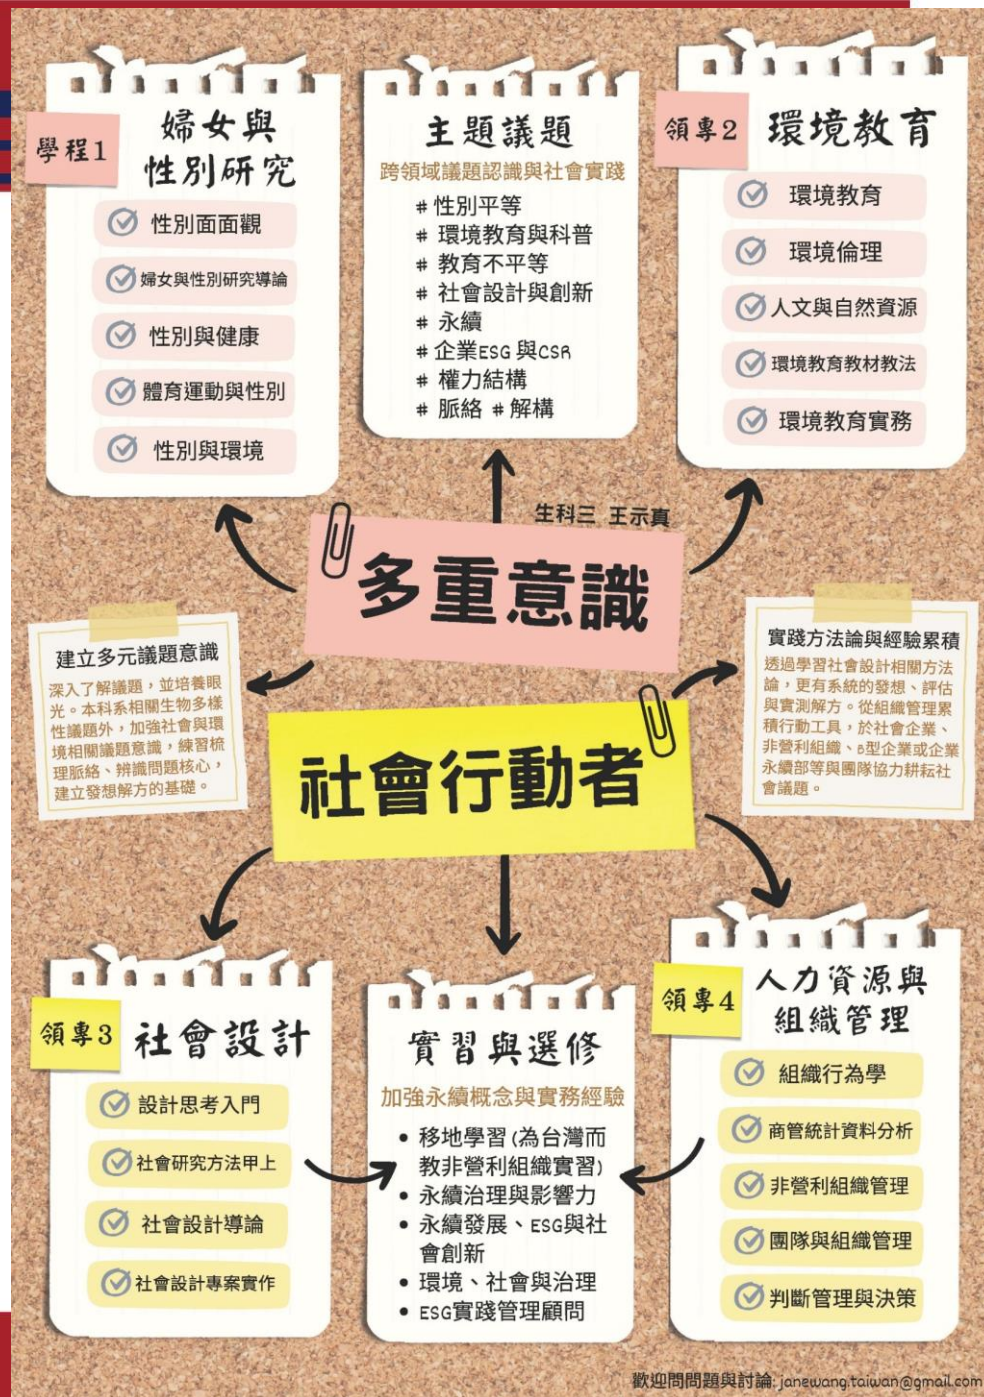 學程1
婦女與
性別研究
性別面面觀
婦女與性別研究導論
性別與健康
體育運動與性別
性別與環境
主題議題
跨領域議題認識與社會實踐
# 性別平等
# 環境教育與科普
# 教育不平等
# 社會設計與創新
# 永續
# 企業ESG 與CSR
# 權力結構
# 脈絡 # 解構
領專2
環境教育
環境教育
環境倫理
人文與自然資源
環境教育教材教法
環境教育實務
生科三 王示真
多重意識
建立多元議題意識
深入了解議題，並培養眼
光。本科系相關生物多樣
性議題外，加強社會與環
境相關議題意識，練習梳
理脈絡、辨識問題核心，
建立發想解方的基礎。
實踐方法論與經驗累積
透過學習社會設計相關方法
論，更有系統的發想、評估
與實測解方。從組織管理累
積行動工具，於社會企業、
非營利組織、B型企業或企業
永續部等與團隊協力耕耘社
會議題。
社會行動者
領專3
社會設計
設計思考入門
社會研究方法甲上
社會設計導論
社會設計專案實作
實習與選修
加強永續概念與實務經驗
• 移地學習(為台灣而
教非營利組織實習)
• 永續治理與影響力
• 永續發展、ESG與社
會創新
• 環境、社會與治理
• ESG實踐管理顧問
領專4
人力資源與
組織管理
組織行為學
商管統計資料分析
非營利組織管理
團隊與組織管理
判斷管理與決策
歡迎問問題與討論: janewang.taiwan@gmail.com